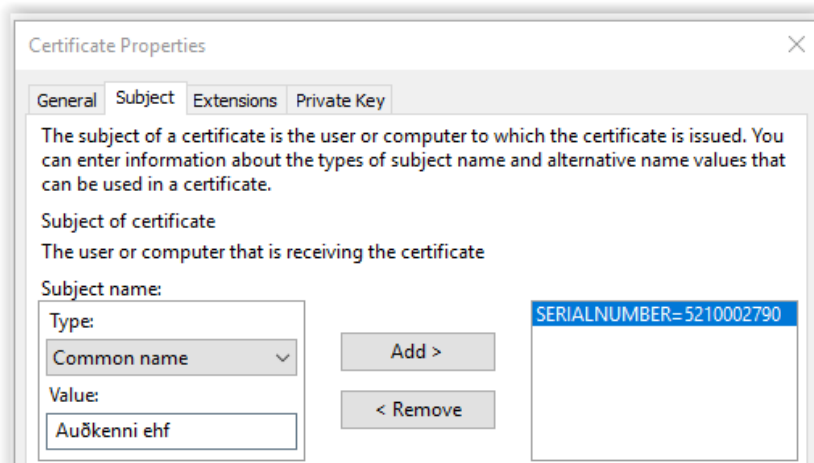 Certificate Properties
General Subject Extensions Private Key
The subject of a certificate is the user or computer to which the certificate is issued. You
can enter information about the types of subject name and alternative name values that
can be used in a certificate.
Subject of certificate
The user or computer that is receiving the certificate
Subject name:
Type:
Common name
Value:
Auðkenni ehf
Add >
< Remove
SERIALNUMBER=5210002790